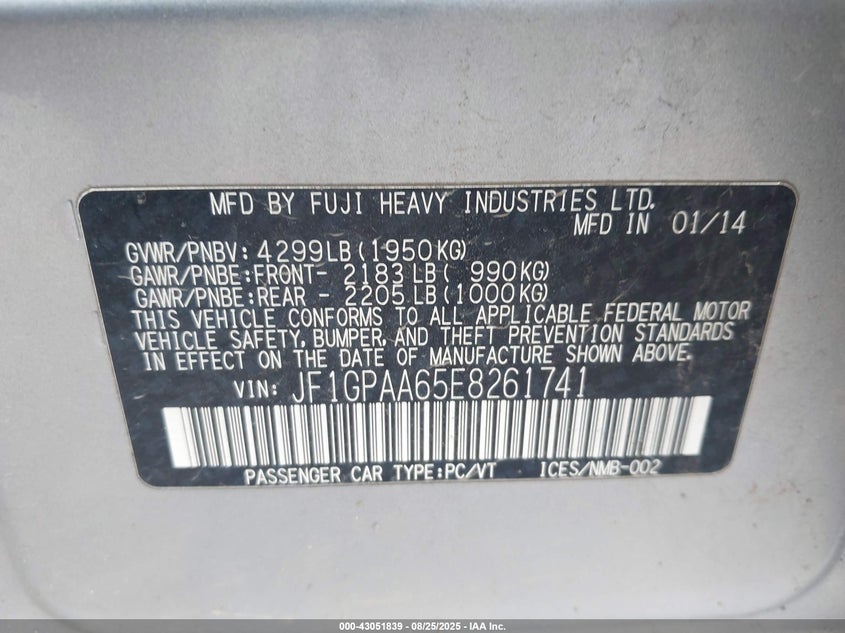 MFD BY FUJI HEAVY INDUSTRIES LTD.
MFD IN 01/14
GVWR/PNBV: 4299LB(1950KG)
GAWR/PNBE:FRONT- 2183LB( 990KG)
GAWR/PNBE:REAR - 2205LB(1000KG)
THIS VEHICLE CONFORMS TO ALL APPLICABLE FEDERAL MOTOR
VEHICLE SAFETY, BUMPER, AND THEFT PREVENTION STANDARDS
IN EFFECT ON THE DATE OF MANUFACTURE SHOWN ABOVE.
VIN: JF1GPAA65E8261741
PASSENGER CAR TYPE:PC/VT ICES/NMB-002
000-43051839 - 08/25/2025 - IAA Inc.